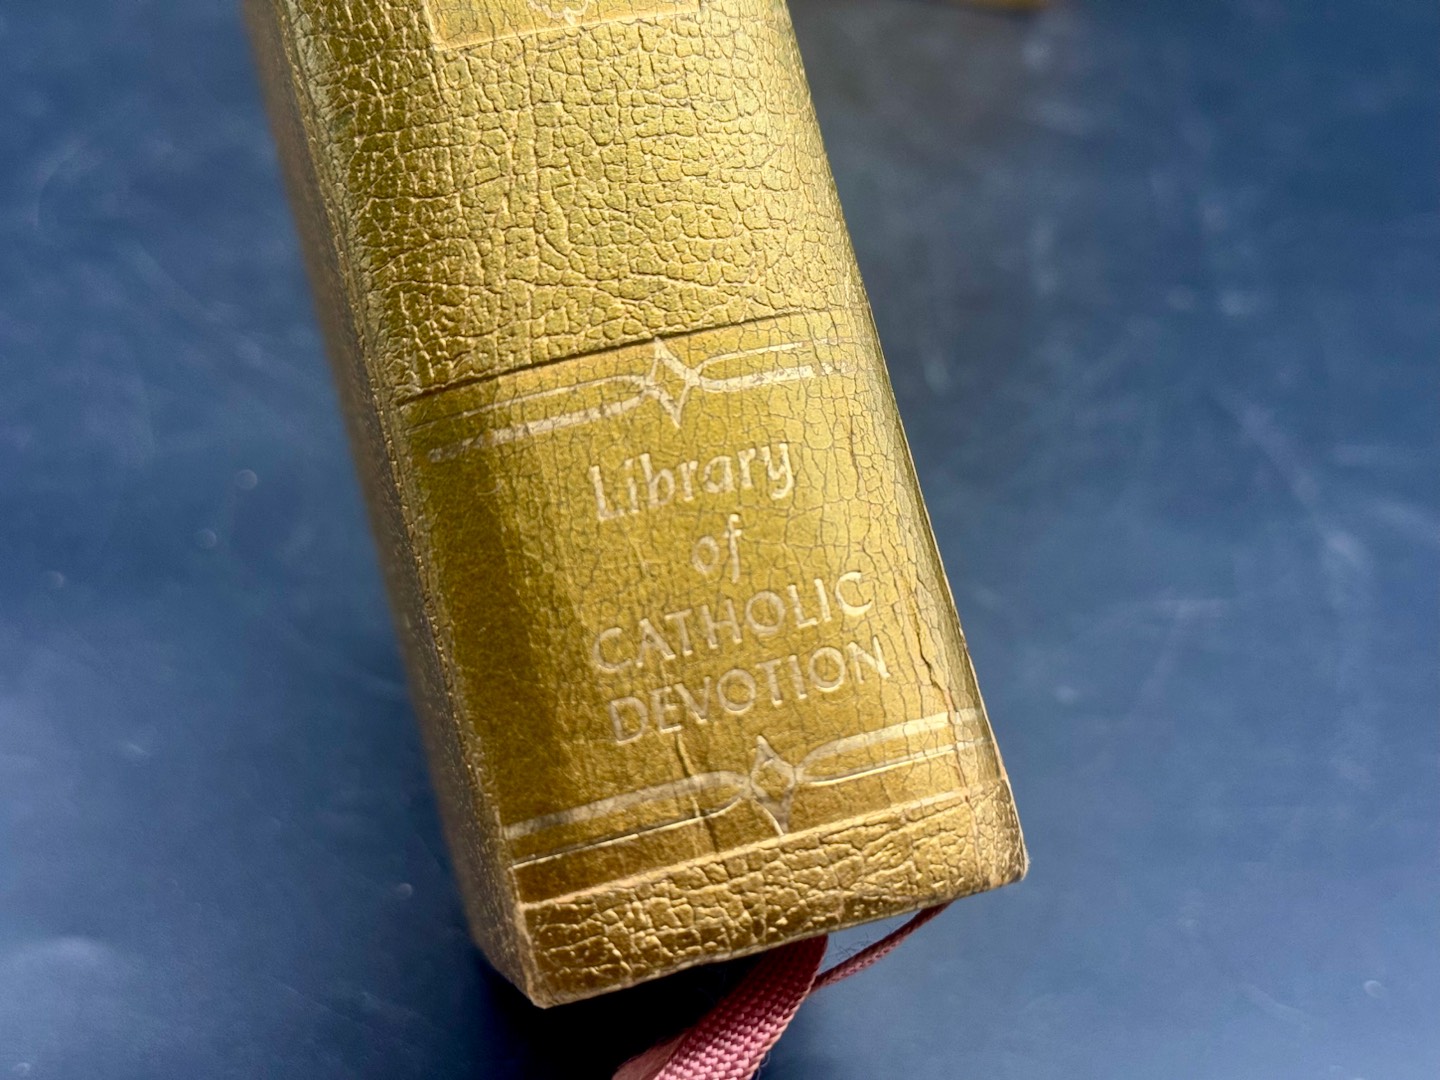 Library
of
CATHOLIC
DEVOTION